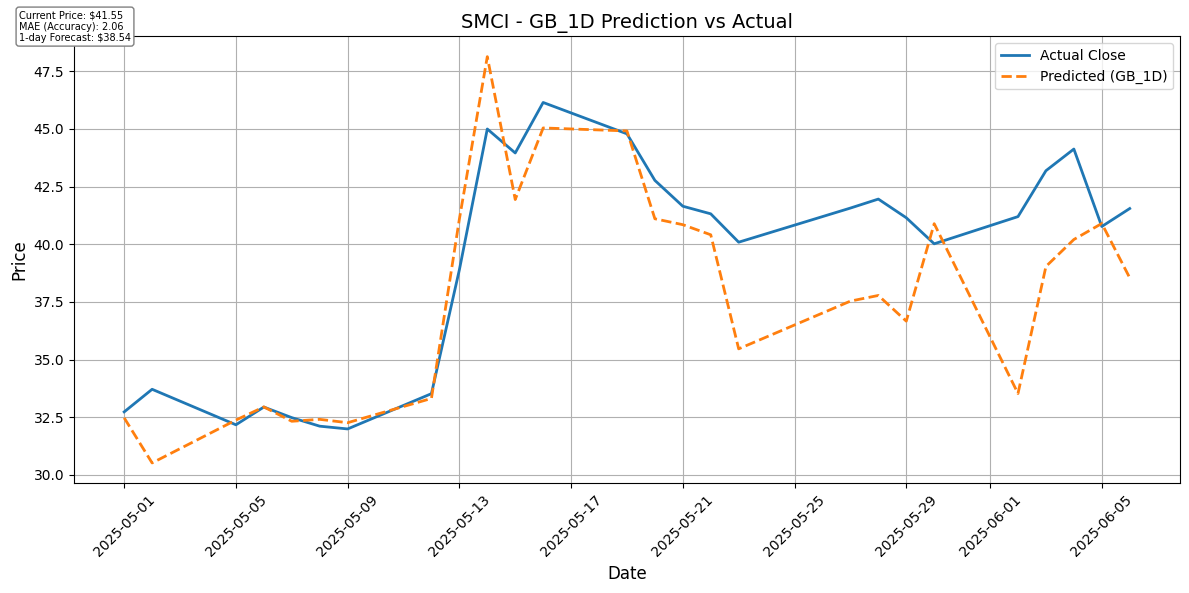 SMCI - GB_1D Prediction vs Actual
Current Price: $41.55
MAE (Accuracy): 2.06
1-day Forecast: $38.54
Actual Close
Predicted (GB_1D)
Price
47.5
45.0
42.5
40.0
37.5
35.0
32.5
30.0
2025-05-01
2025-05-05
2025-05-09
2025-05-13
2025-05-17
2025-05-21
2025-05-25
2025-05-29
2025-06-01
2025-06-05
Date